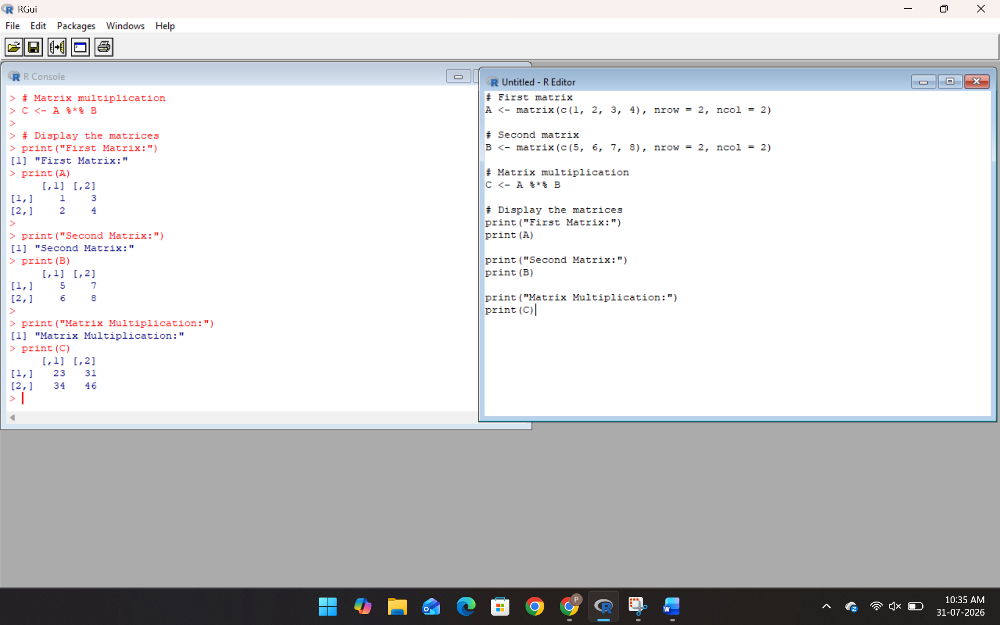 RGui
File Edit Packages Windows Help
R Console
> # Matrix multiplication
> C <- A %*% B
>
> # Display the matrices
> print("First Matrix:")
[1] "First Matrix:"
> print(A)
     [,1] [,2]
[1,]    1    3
[2,]    2    4
>
> print("Second Matrix:")
[1] "Second Matrix:"
> print(B)
     [,1] [,2]
[1,]    5    7
[2,]    6    8
>
> print("Matrix Multiplication:")
[1] "Matrix Multiplication:"
> print(C)
     [,1] [,2]
[1,]   23   31
[2,]   34   46
>
Untitled - R Editor
# First matrix
A <- matrix(c(1, 2, 3, 4), nrow = 2, ncol = 2)
# Second matrix
B <- matrix(c(5, 6, 7, 8), nrow = 2, ncol = 2)
# Matrix multiplication
C <- A %*% B
# Display the matrices
print("First Matrix:")
print(A)
print("Second Matrix:")
print(B)
print("Matrix Multiplication:")
print(C)
P
10:35 AM
31-07-2026